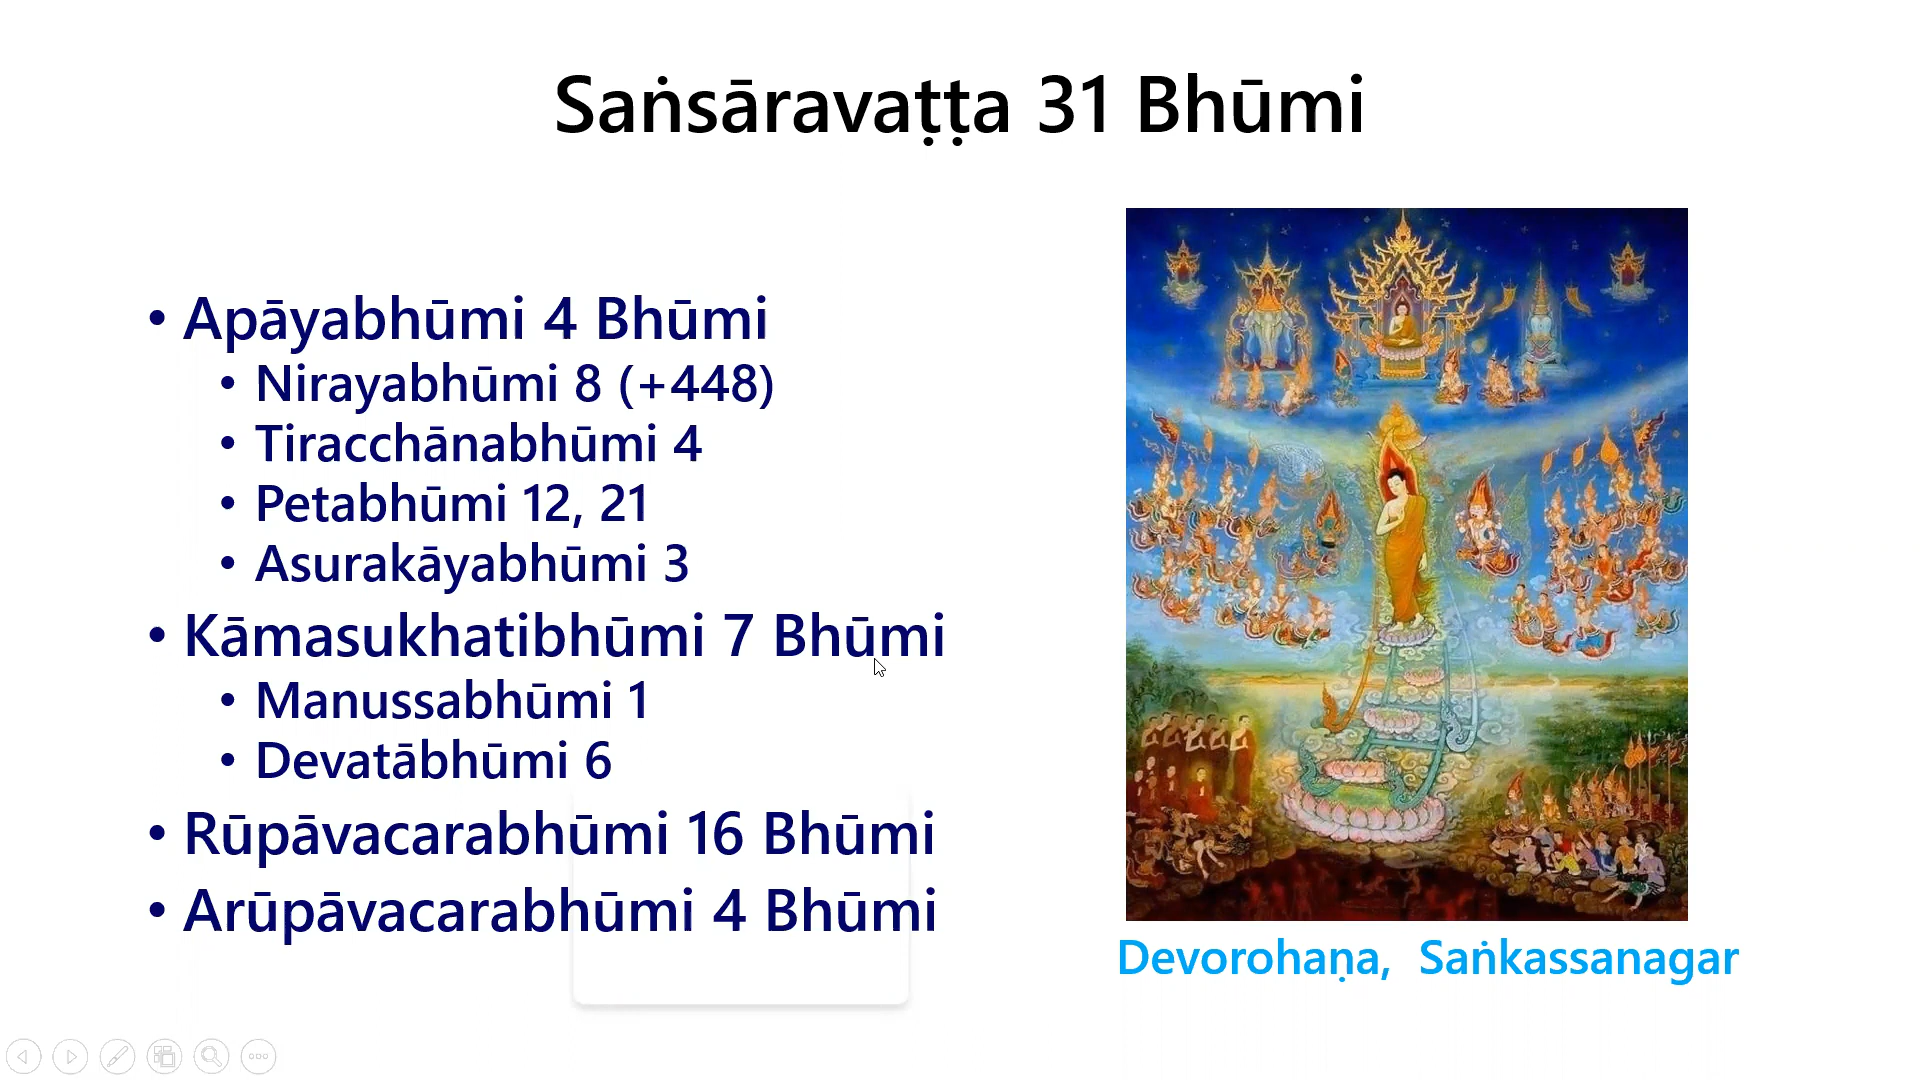 Saṅsāravaṭṭa 31 Bhūmi
• Apāyabhūmi 4 Bhūmi
• Nirayabhūmi 8 (+448)
• Tiracchānabhūmi 4
• Petabhūmi 12, 21
• Asurakāyabhūmi 3
• Kāmasukhatibhūmi 7 Bhūmi
• Manussabhūmi 1
• Devatābhūmi 6
• Rūpāvacarabhūmi 16 Bhūmi
• Arūpāvacarabhūmi 4 Bhūmi
Devorohaṇa, Saṅkassanagar